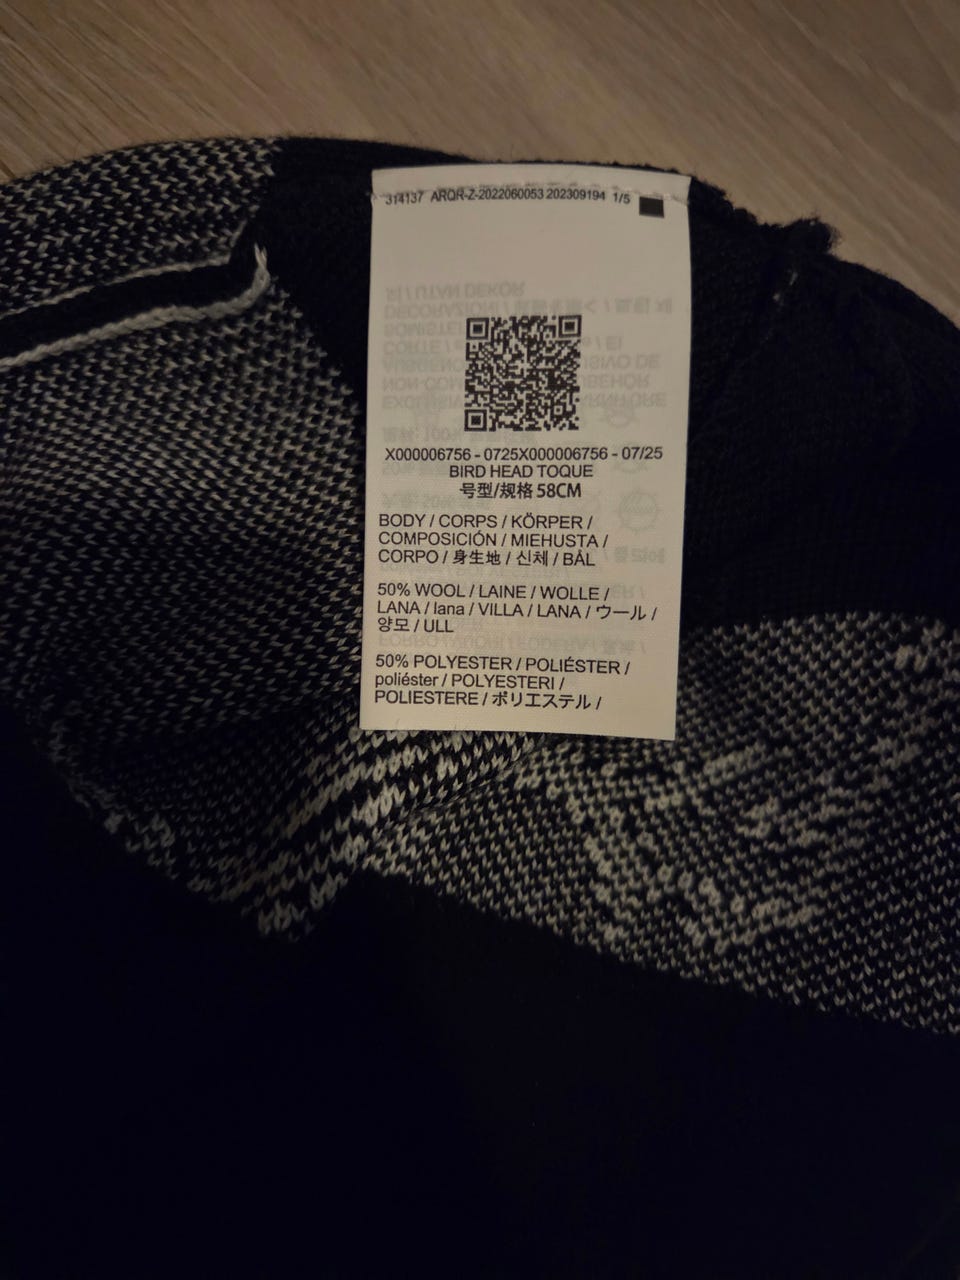 314137 ARQR-Z-2022060053 202309194 1/5
X000006756 - 0725X000006756 - 07/25
BIRD HEAD TOQUE
号型/规格 58CM
BODY / CORPS / KÖRPER /
COMPOSICIÓN / MIEHUSTA /
CORPO / 身生地 / 신체 / BÅL
50% WOOL / LAINE / WOLLE /
LANA / lana / VILLA / LANA / ウール /
양모 / ULL
50% POLYESTER / POLIÉSTER /
poliéster / POLYESTERI /
POLIESTERE / ポリエステル /